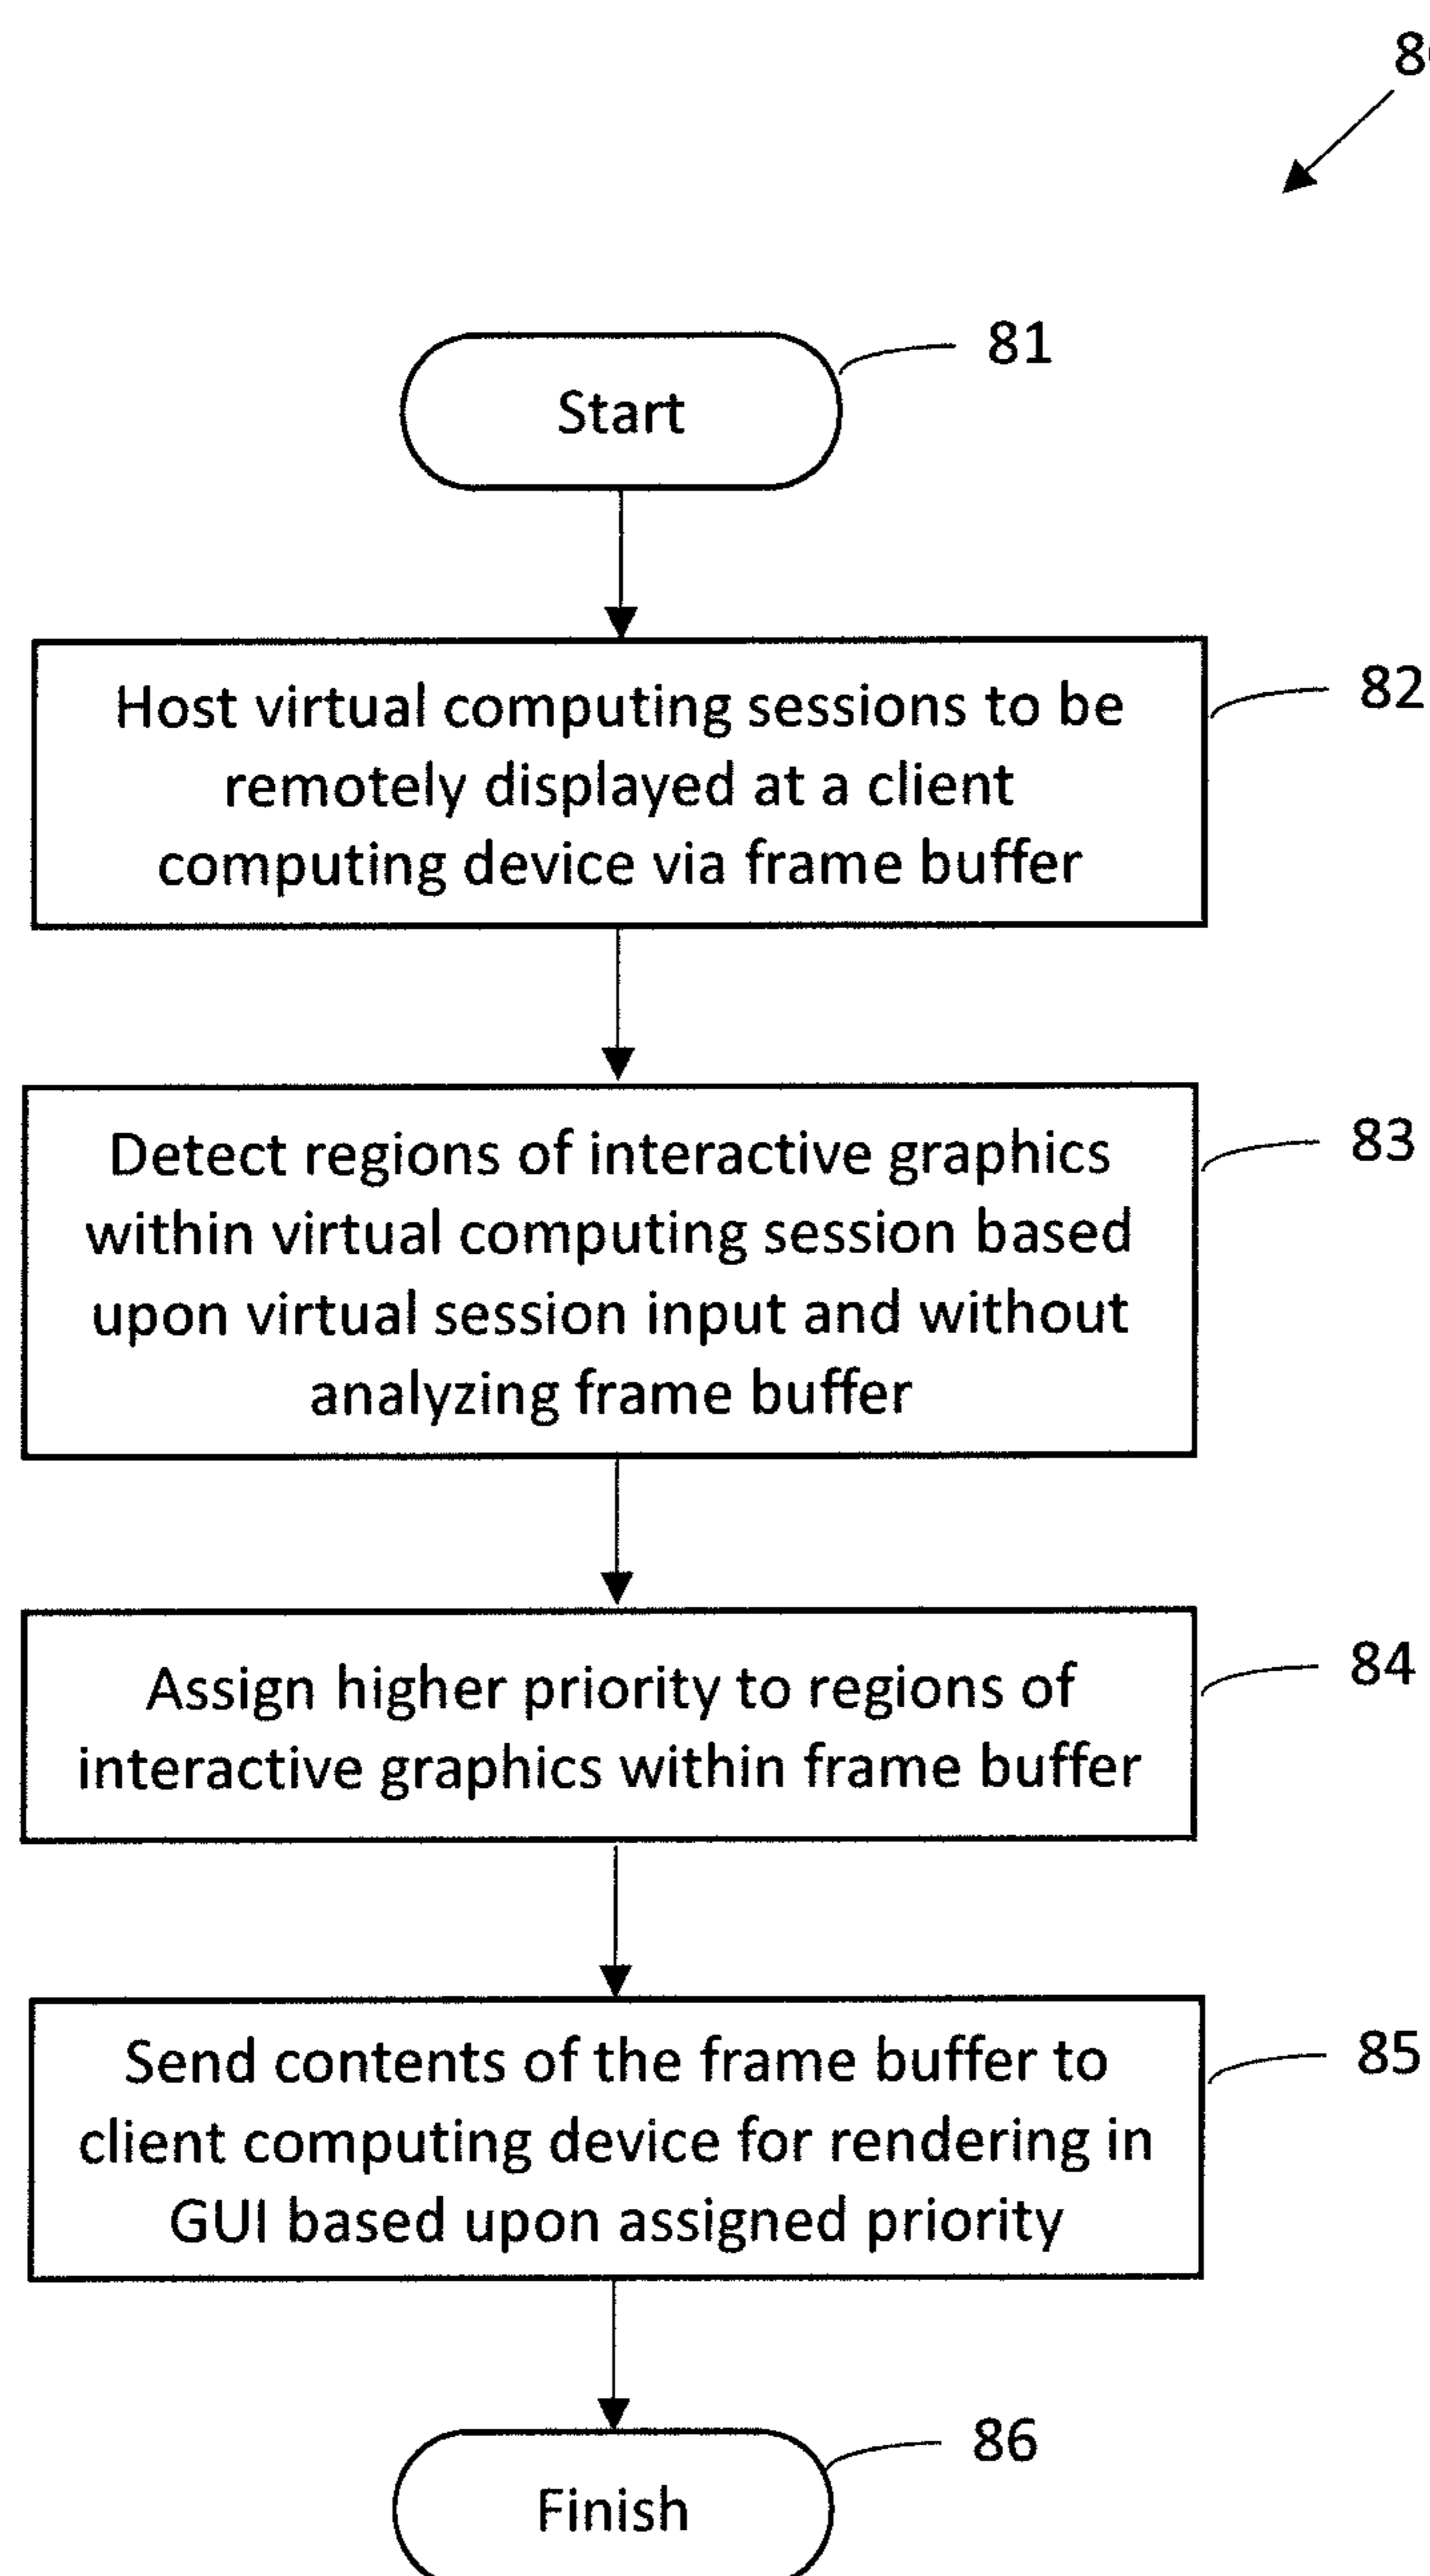 81
Start
82
Host virtual computing sessions to be
remotely displayed at a client
computing device via frame buffer
83
Detect regions of interactive graphics
within virtual computing session based
upon virtual session input and without
analyzing frame buffer
84
Assign higher priority to regions of
interactive graphics within frame buffer
85
Send contents of the frame buffer to
client computing device for rendering in
GUI based upon assigned priority
86
Finish